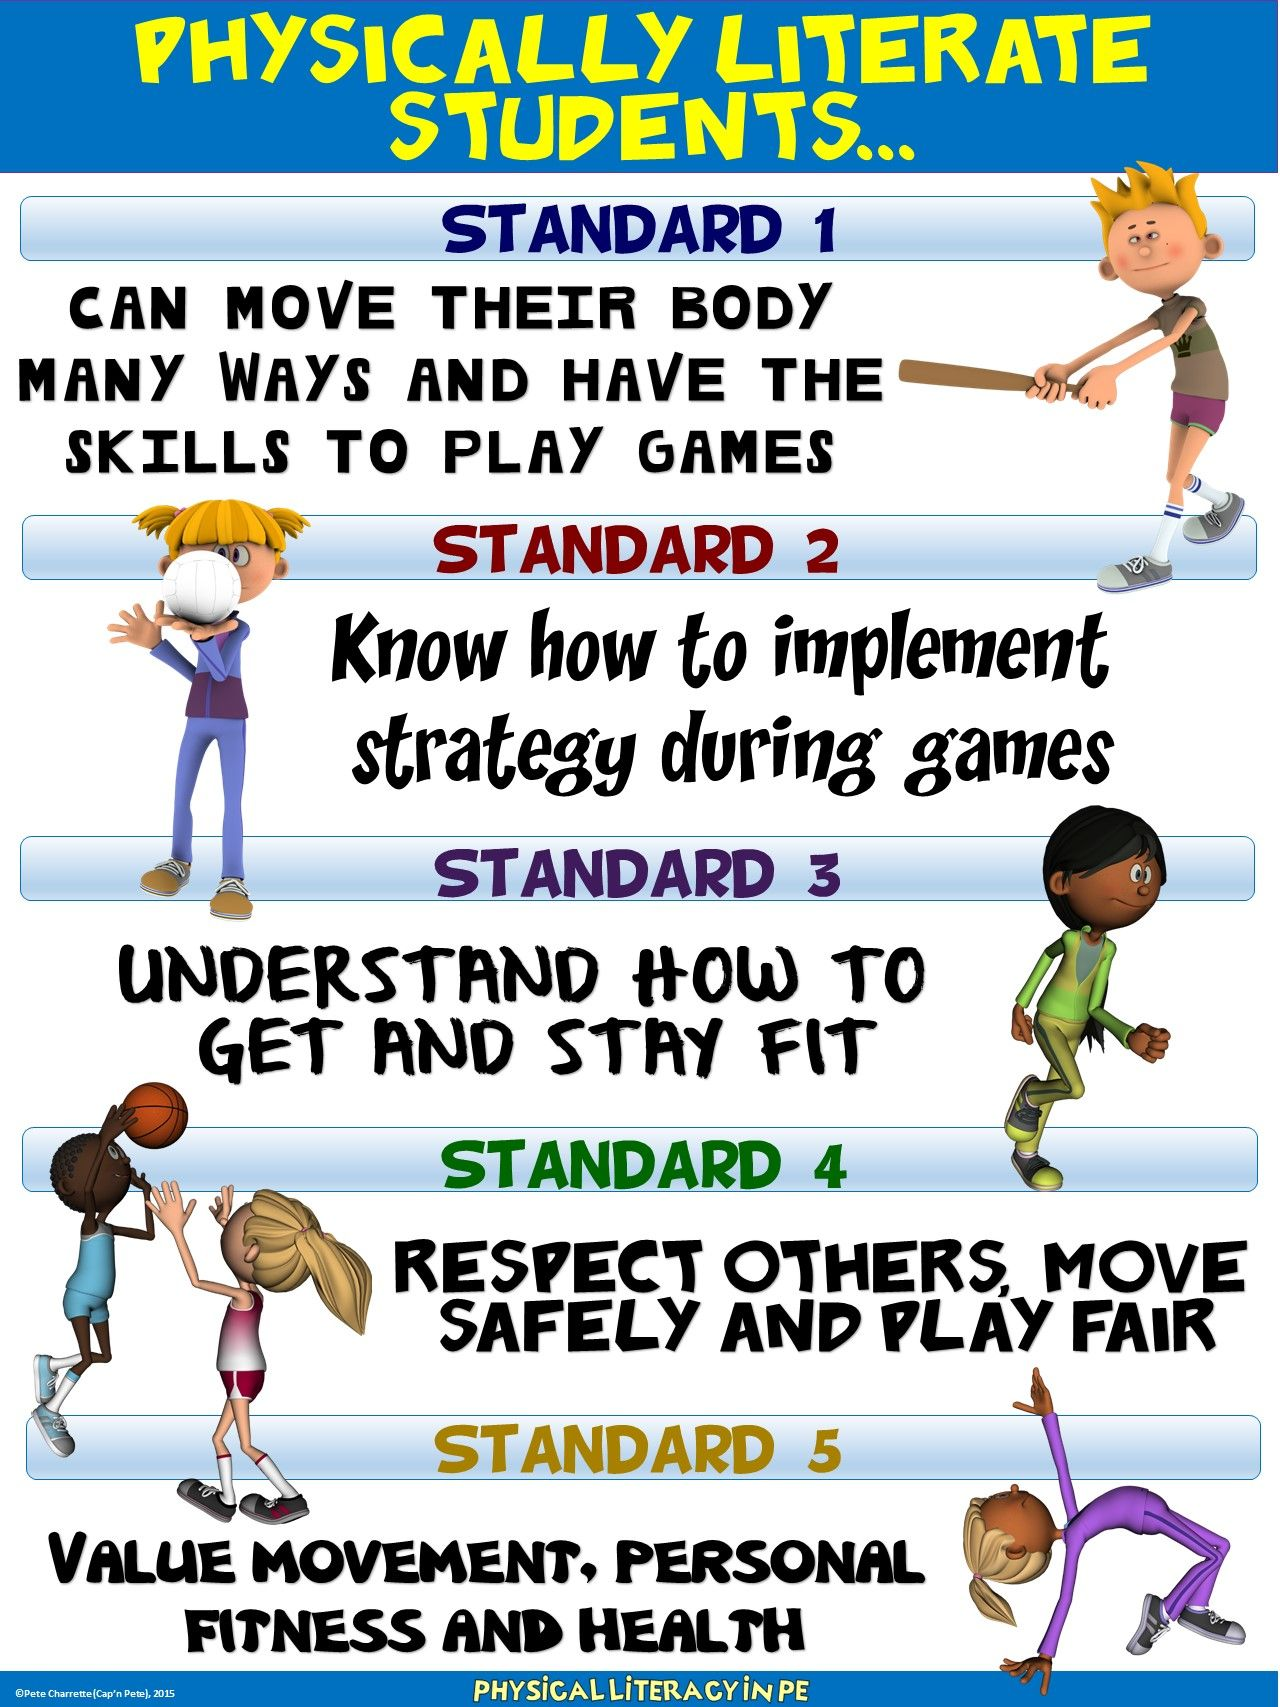 PHYSICALLY LITERATE
STUDENTS...
STANDARD 1
CAN MOVE THEIR BODY
MANY WAYS AND HAVE THE
SKILLS TO PLAY GAMES
STANDARD 2
Know how to implement
strategy during games
STANDARD 3
UNDERSTAND HOW TO
GET AND STAY FIT
STANDARD 4
RESPECT OTHERS, MOVE
SAFELY AND PLAY FAIR
STANDARD 5
VALUE MOVEMENT, PERSONAL
FITNESS AND HEALTH
©Pete Charrette (Cap'n Pete), 2015
PHYSICAL LITERACY IN PE